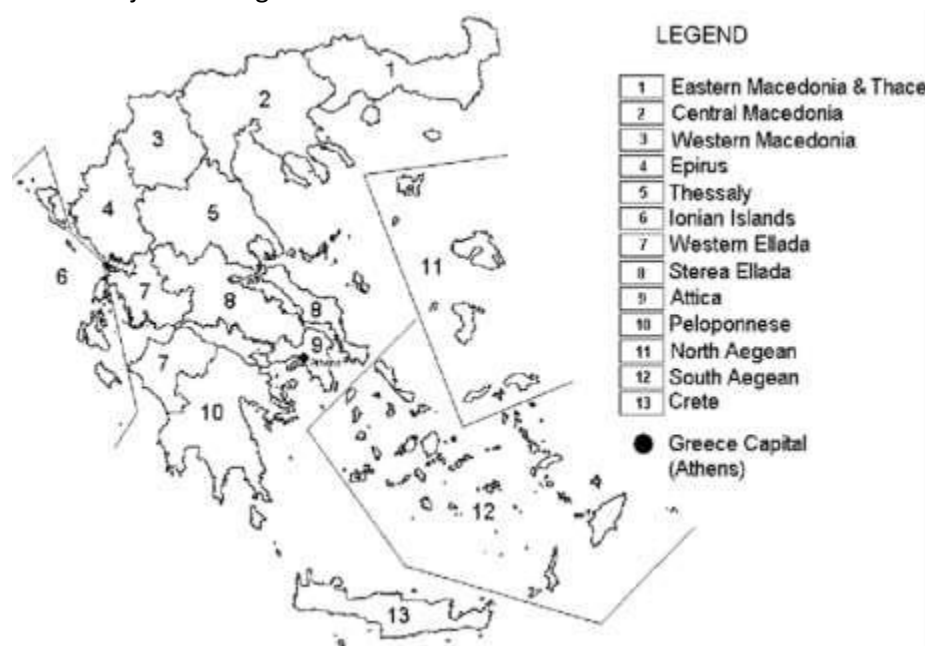 LEGEND
1 Eastern Macedonia & Thace
2 Central Macedonia
3 Western Macedonia
4 Epirus
5 Thessaly
6 Ionian Islands
7 Western Ellada
8 Sterea Ellada
9 Attica
10 Peloponnese
11 North Aegean
12 South Aegean
13 Crete
Greece Capital
(Athens)
1
2
3
4
5
11
6
7
8
8
9
7
10
12
13